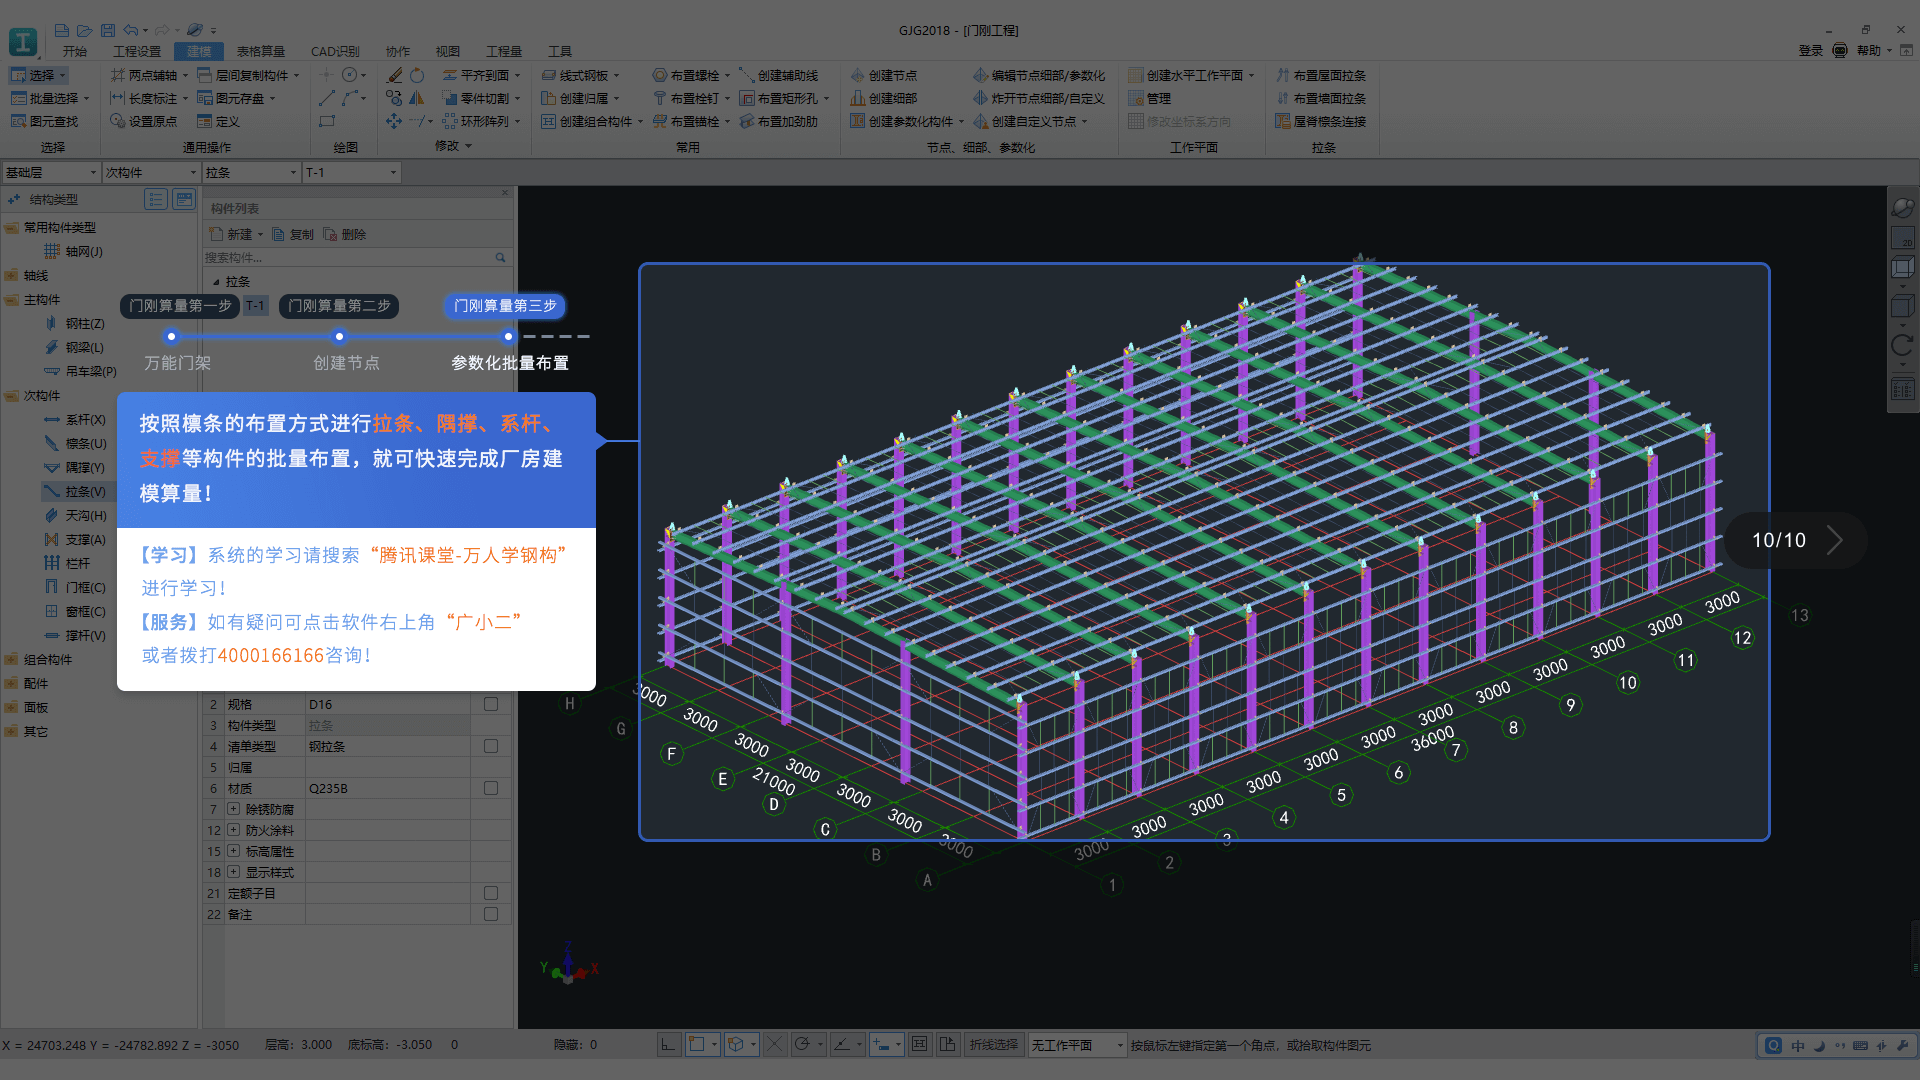 GJG2018 - [门刚工程]
开始 工程设置 建模 表格算量 CAD识别 协作 视图 工程量 工具
登录 帮助
选择 两点辅轴 层间复制构件 平齐到面 线式钢板 布置螺栓 创建辅助线 创建节点 编辑节点细部/参数化 创建水平工作平面 布置屋面拉条
批量选择 长度标注 图元存盘 零件切割 创建归属 布置栓钉 布置矩形孔 创建细部 炸开节点细部/自定义 管理 布置墙面拉条
图元查找 设置原点 定义 环形阵列 创建组合构件 布置锚栓 布置加劲肋 创建参数化构件 创建自定义节点 修改坐标系方向 屋脊檩条连接
选择 通用操作 绘图 修改 常用 节点、细部、参数化 工作平面 拉条
基础层 次构件 拉条 T-1
结构类型
常用构件类型
轴网(J)
轴线
主构件
钢柱(Z)
钢梁(L)
吊车梁(P)
次构件
系杆(X)
檩条(U)
隅撑(Y)
拉条(V)
天沟(H)
支撑(A)
栏杆
门框(C)
窗框(C)
撑杆(V)
组合构件
配件
面板
其它
构件列表
新建 复制 删除
搜索构件...
拉条
T-1
门刚算量第一步 门刚算量第二步 门刚算量第三步
万能门架 创建节点 参数化批量布置
按照檩条的布置方式进行拉条、隅撑、系杆、
支撑等构件的批量布置，就可快速完成厂房建
模算量！
【学习】系统的学习请搜索“腾讯课堂-万人学钢构”
进行学习！
【服务】如有疑问可点击软件右上角“广小二”
或者拨打4000166166咨询！
2 规格 D16
3 构件类型 拉条
4 清单类型 钢拉条
5 归属
6 材质 Q235B
7 + 除锈防腐
12 + 防火涂料
15 + 标高属性
18 + 显示样式
21 定额子目
22 备注
2D
10/10
H
G
F
E
D
C
B
A
3000
3000
3000
3000
21000
3000
3000
3000
1
2
3
4
5
6
7
8
9
10
11
12
13
3000
3000
3000
3000
3000
3000
3000
36000
3000
3000
3000
3000
3000
Z
Y
X
X = 24703.248 Y = -24782.892 Z = -3050 层高: 3.000 底标高: -3.050 0 隐藏: 0 折线选择 无工作平面 按鼠标左键指定第一个角点，或拾取构件图元
中